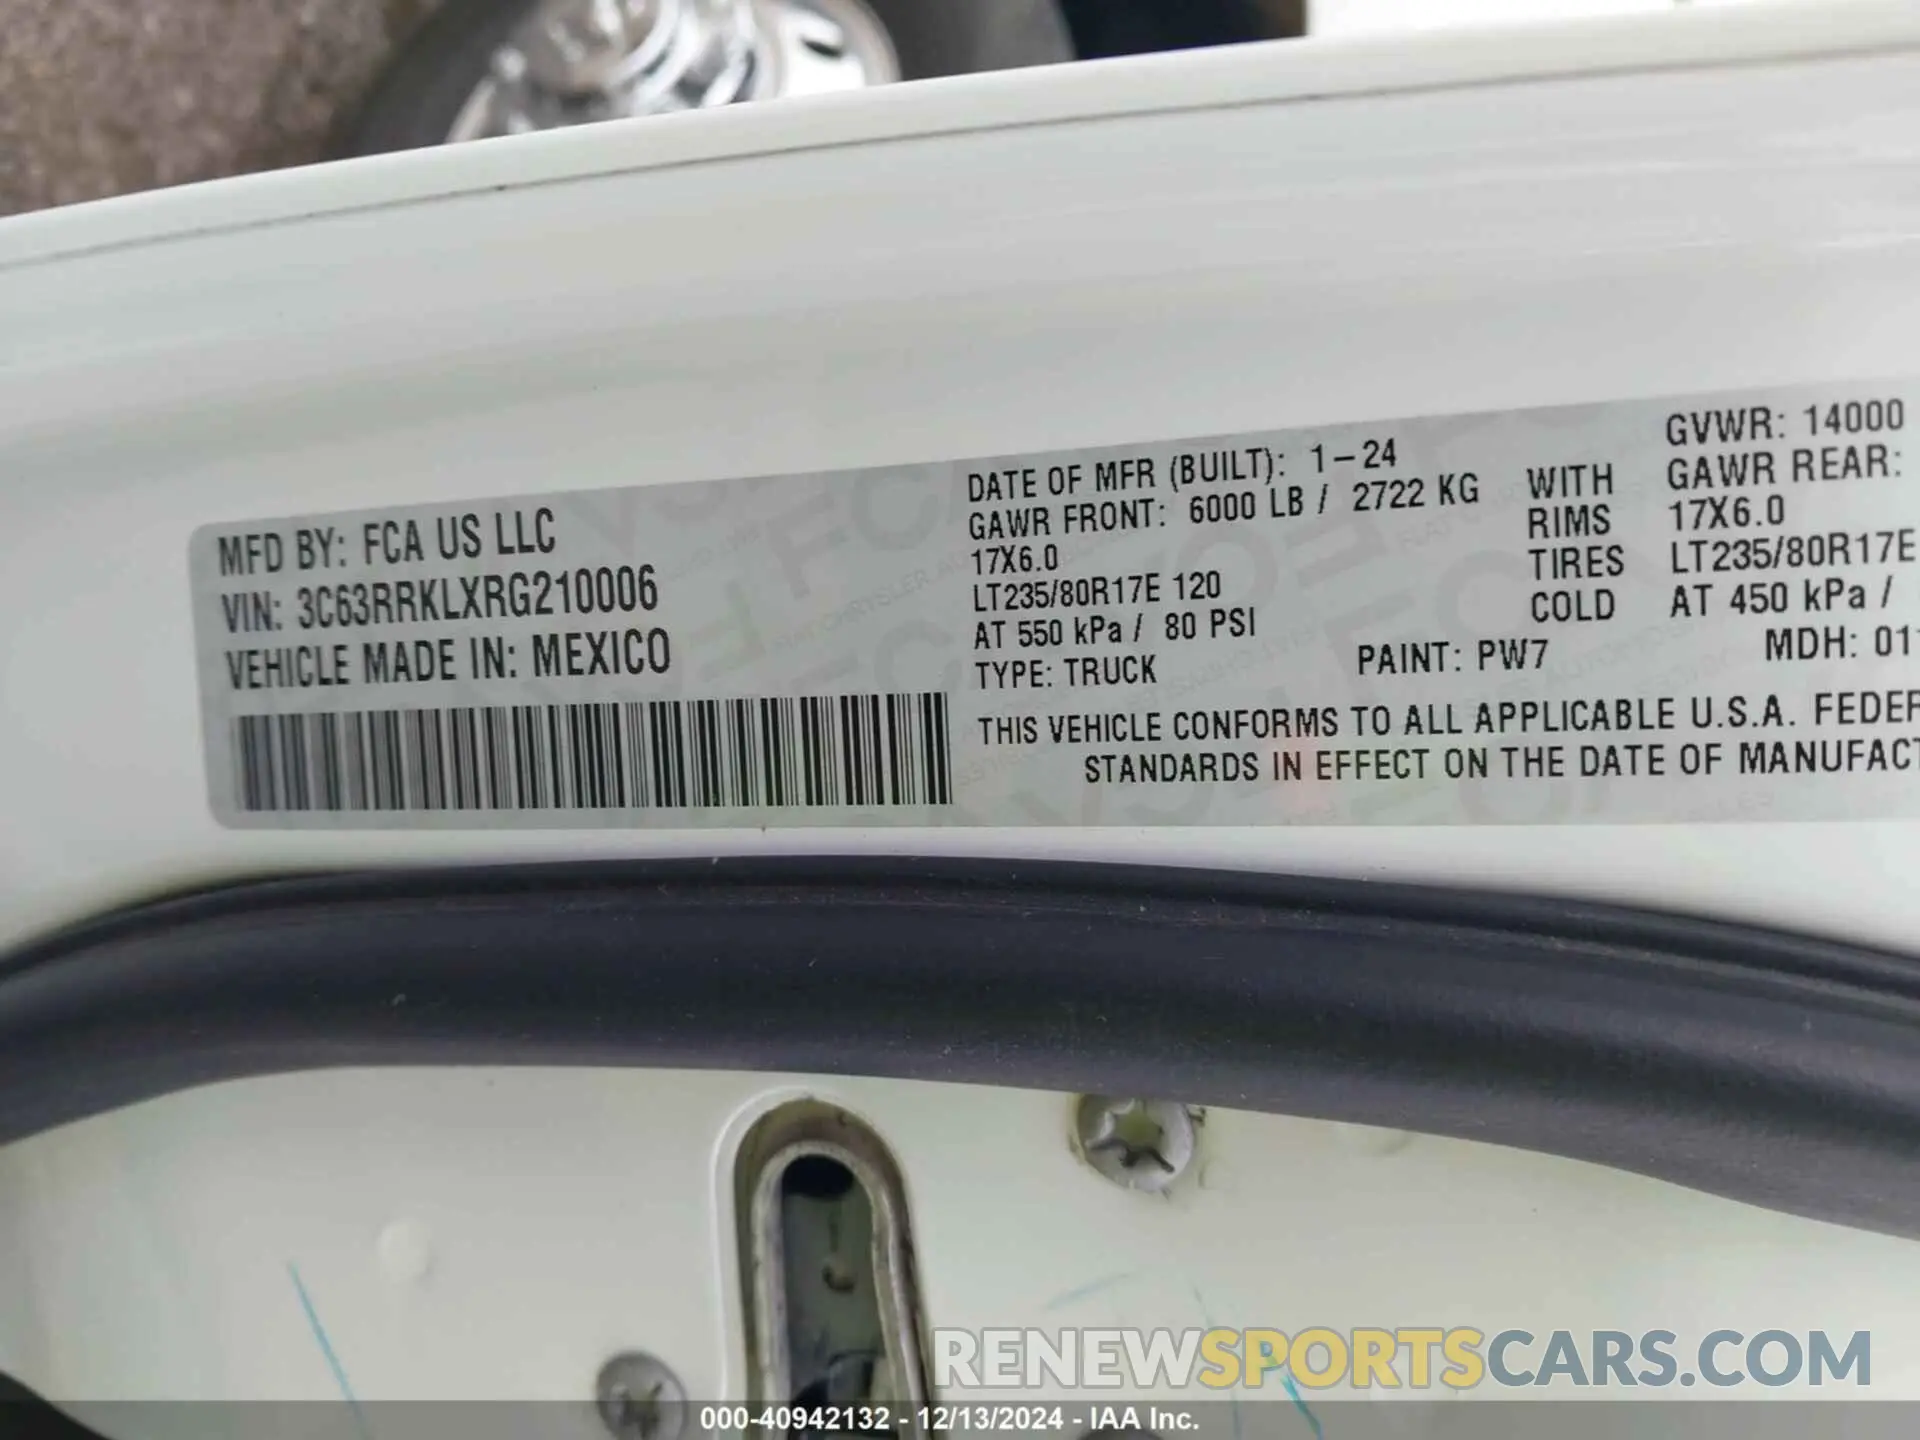 MFD BY: FCA US LLC
VIN: 3C63RRKLXRG210006
VEHICLE MADE IN: MEXICO
DATE OF MFR (BUILT): 1-24
GAWR FRONT: 6000 LB / 2722 KG
17X6.0
LT235/80R17E 120
AT 550 kPa / 80 PSI
TYPE: TRUCK
WITH
RIMS
TIRES
COLD
GVWR: 14000
GAWR REAR:
17X6.0
LT235/80R17E
AT 450 kPa /
PAINT: PW7
MDH: 01
THIS VEHICLE CONFORMS TO ALL APPLICABLE U.S.A. FEDER
STANDARDS IN EFFECT ON THE DATE OF MANUFACT
RENEWSPORTSCARS.COM
000-40942132 - 12/13/2024 - IAA Inc.